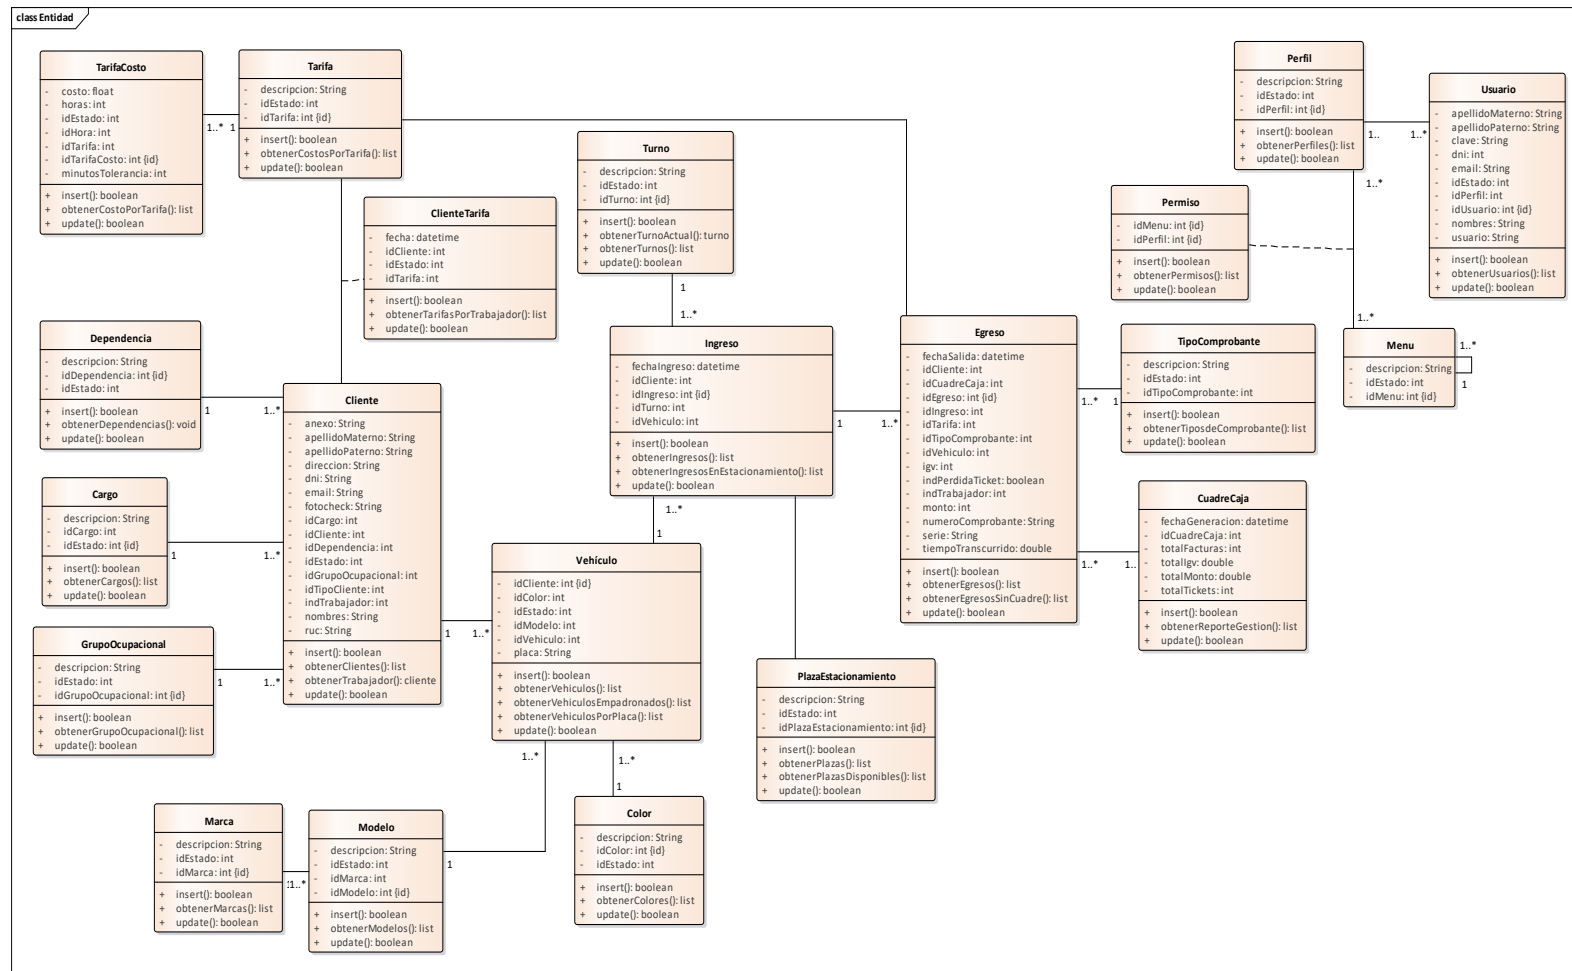 class Entidad
TarifaCosto
- costo: float
- horas: int
- idEstado: int
- idHora: int
- idTarifa: int
- idTarifaCosto: int {id}
- minutosTolerancia: int
+ insert(): boolean
+ obtenerCostoPorTarifa(): list
+ update(): boolean
1..*
1
Tarifa
- descripcion: String
- idEstado: int
- idTarifa: int {id}
+ insert(): boolean
+ obtenerCostosPorTarifa(): list
+ update(): boolean
ClienteTarifa
- fecha: datetime
- idCliente: int
- idEstado: int
- idTarifa: int
+ insert(): boolean
+ obtenerTarifasPorTrabajador(): list
+ update(): boolean
Turno
- descripcion: String
- idEstado: int
- idTurno: int {id}
+ insert(): boolean
+ obtenerTurnoActual(): turno
+ obtenerTurnos(): list
+ update(): boolean
1
1..*
Perfil
- descripcion: String
- idEstado: int
- idPerfil: int {id}
+ insert(): boolean
+ obtenerPerfiles(): list
+ update(): boolean
1..
1..*
1..*
Usuario
- apellidoMaterno: String
- apellidoPaterno: String
- clave: String
- dni: int
- email: String
- idEstado: int
- idPerfil: int
- idUsuario: int {id}
- nombres: String
- usuario: String
+ insert(): boolean
+ obtenerUsuarios(): list
+ update(): boolean
Permiso
- idMenu: int {id}
- idPerfil: int {id}
+ insert(): boolean
+ obtenerPermisos(): list
+ update(): boolean
1..*
Menu
- descripcion: String
- idEstado: int
- idMenu: int {id}
1..*
1
Dependencia
- descripcion: String
- idDependencia: int {id}
- idEstado: int
+ insert(): boolean
+ obtenerDependencias(): void
+ update(): boolean
1
1..*
Cliente
- anexo: String
- apellidoMaterno: String
- apellidoPaterno: String
- direccion: String
- dni: String
- email: String
- fotocheck: String
- idCargo: int
- idCliente: int
- idDependencia: int
- idEstado: int
- idGrupoOcupacional: int
- idTipoCliente: int
- indTrabajador: int
- nombres: String
- ruc: String
+ insert(): boolean
+ obtenerClientes(): list
+ obtenerTrabajador(): cliente
+ update(): boolean
Ingreso
- fechaIngreso: datetime
- idCliente: int
- idIngreso: int {id}
- idTurno: int
- idVehiculo: int
+ insert(): boolean
+ obtenerIngresos(): list
+ obtenerIngresosEnEstacionamiento(): list
+ update(): boolean
1
1..*
Egreso
- fechaSalida: datetime
- idCliente: int
- idCuadreCaja: int
- idEgreso: int {id}
- idIngreso: int
- idTarifa: int
- idTipoComprobante: int
- idVehiculo: int
- igv: int
- indPerdidaTicket: boolean
- indTrabajador: int
- monto: int
- numeroComprobante: String
- serie: String
- tiempoTranscurrido: double
+ insert(): boolean
+ obtenerEgresos(): list
+ obtenerEgresosSinCuadre(): list
+ update(): boolean
1..*
1
TipoComprobante
- descripcion: String
- idEstado: int
- idTipoComprobante: int
+ insert(): boolean
+ obtenerTiposdeComprobante(): list
+ update(): boolean
Cargo
- descripcion: String
- idCargo: int
- idEstado: int {id}
+ insert(): boolean
+ obtenerCargos(): list
+ update(): boolean
1
1..*
1..*
1
CuadreCaja
- fechaGeneracion: datetime
- idCuadreCaja: int
- totalFacturas: int
- totalIgv: double
- totalMonto: double
- totalTickets: int
+ insert(): boolean
+ obtenerReporteGestion(): list
+ update(): boolean
1..*
1..
Vehículo
- idCliente: int {id}
- idColor: int
- idEstado: int
- idModelo: int
- idVehiculo: int
- placa: String
+ insert(): boolean
+ obtenerVehiculos(): list
+ obtenerVehiculosEmpadronados(): list
+ obtenerVehiculosPorPlaca(): list
+ update(): boolean
1
1..*
GrupoOcupacional
- descripcion: String
- idEstado: int
- idGrupoOcupacional: int {id}
+ insert(): boolean
+ obtenerGrupoOcupacional(): list
+ update(): boolean
1
1..*
PlazaEstacionamiento
- descripcion: String
- idEstado: int
- idPlazaEstacionamiento: int {id}
+ insert(): boolean
+ obtenerPlazas(): list
+ obtenerPlazasDisponibles(): list
+ update(): boolean
1..*
1..*
1
1
Marca
- descripcion: String
- idEstado: int
- idMarca: int {id}
+ insert(): boolean
+ obtenerMarcas(): list
+ update(): boolean
1..*
Modelo
- descripcion: String
- idEstado: int
- idMarca: int
- idModelo: int {id}
+ insert(): boolean
+ obtenerModelos(): list
+ update(): boolean
Color
- descripcion: String
- idColor: int {id}
- idEstado: int
+ insert(): boolean
+ obtenerColores(): list
+ update(): boolean